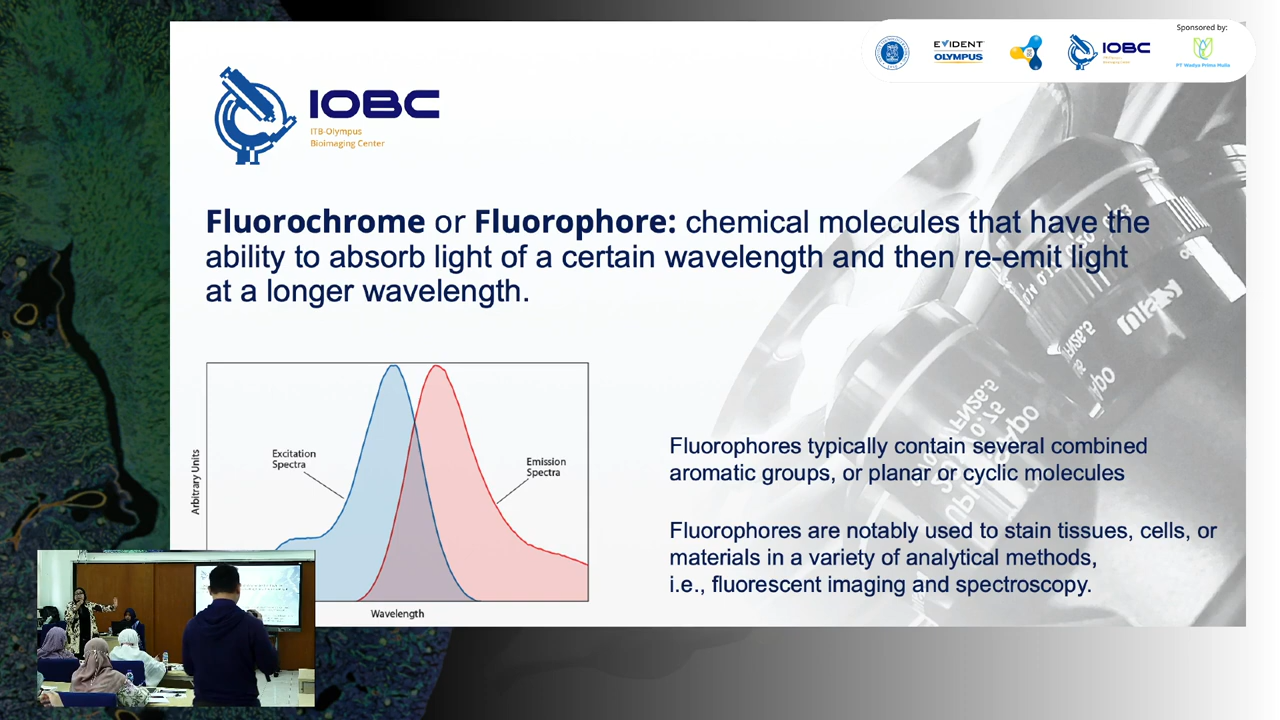 Sponsored by:
EVIDENT
OLYMPUS
IOBC
PT Wadya Prima Mulia
IOBC
ITB-Olympus
Bioimaging Center
Fluorochrome or Fluorophore: chemical molecules that have the
ability to absorb light of a certain wavelength and then re-emit light
at a longer wavelength.
Excitation
Spectra
Emission
Spectra
Arbitrary Units
Wavelength
Fluorophores typically contain several combined
aromatic groups, or planar or cyclic molecules
Fluorophores are notably used to stain tissues, cells, or
materials in a variety of analytical methods,
i.e., fluorescent imaging and spectroscopy.